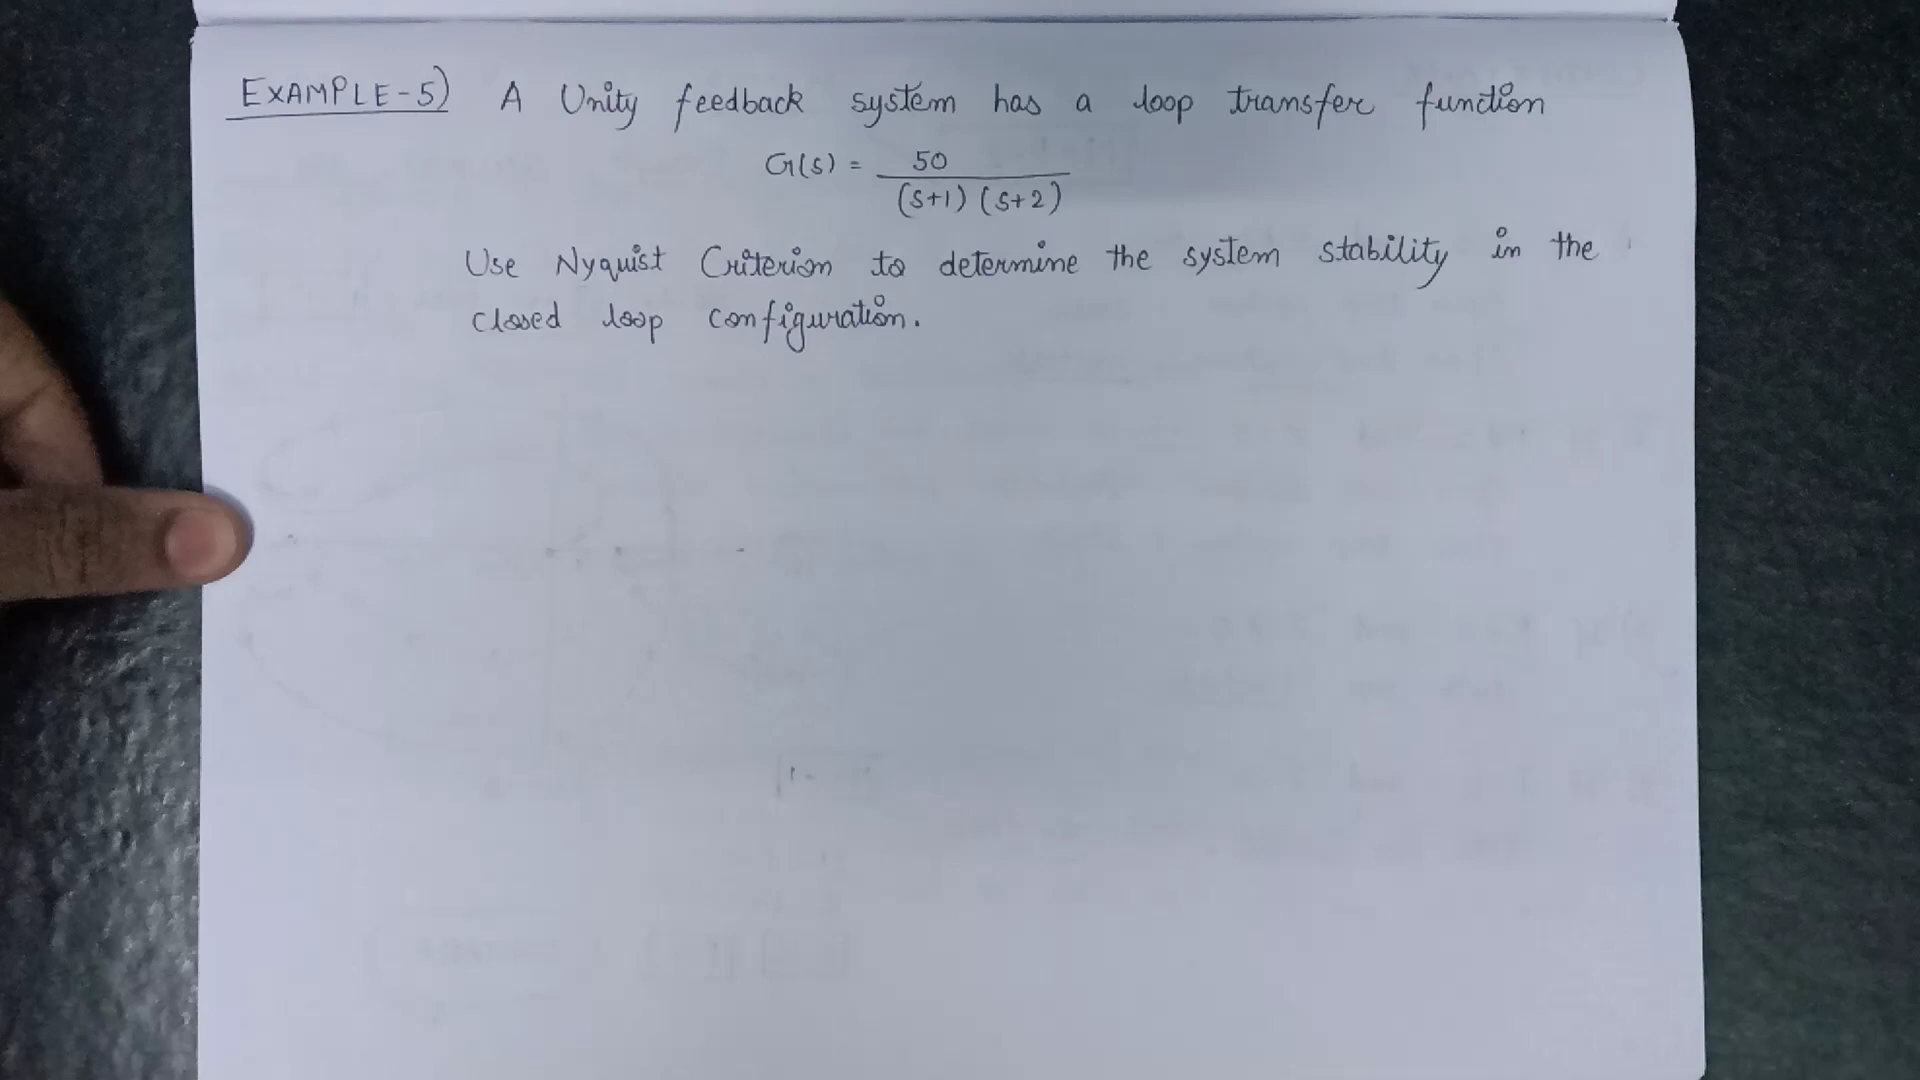 EXAMPLE-5) A Unity feedback system has a loop transfer function
G(s) = 50
(s+1) (s+2)
Use Nyquist Criterion to determine the system stability in the
closed loop configuration.